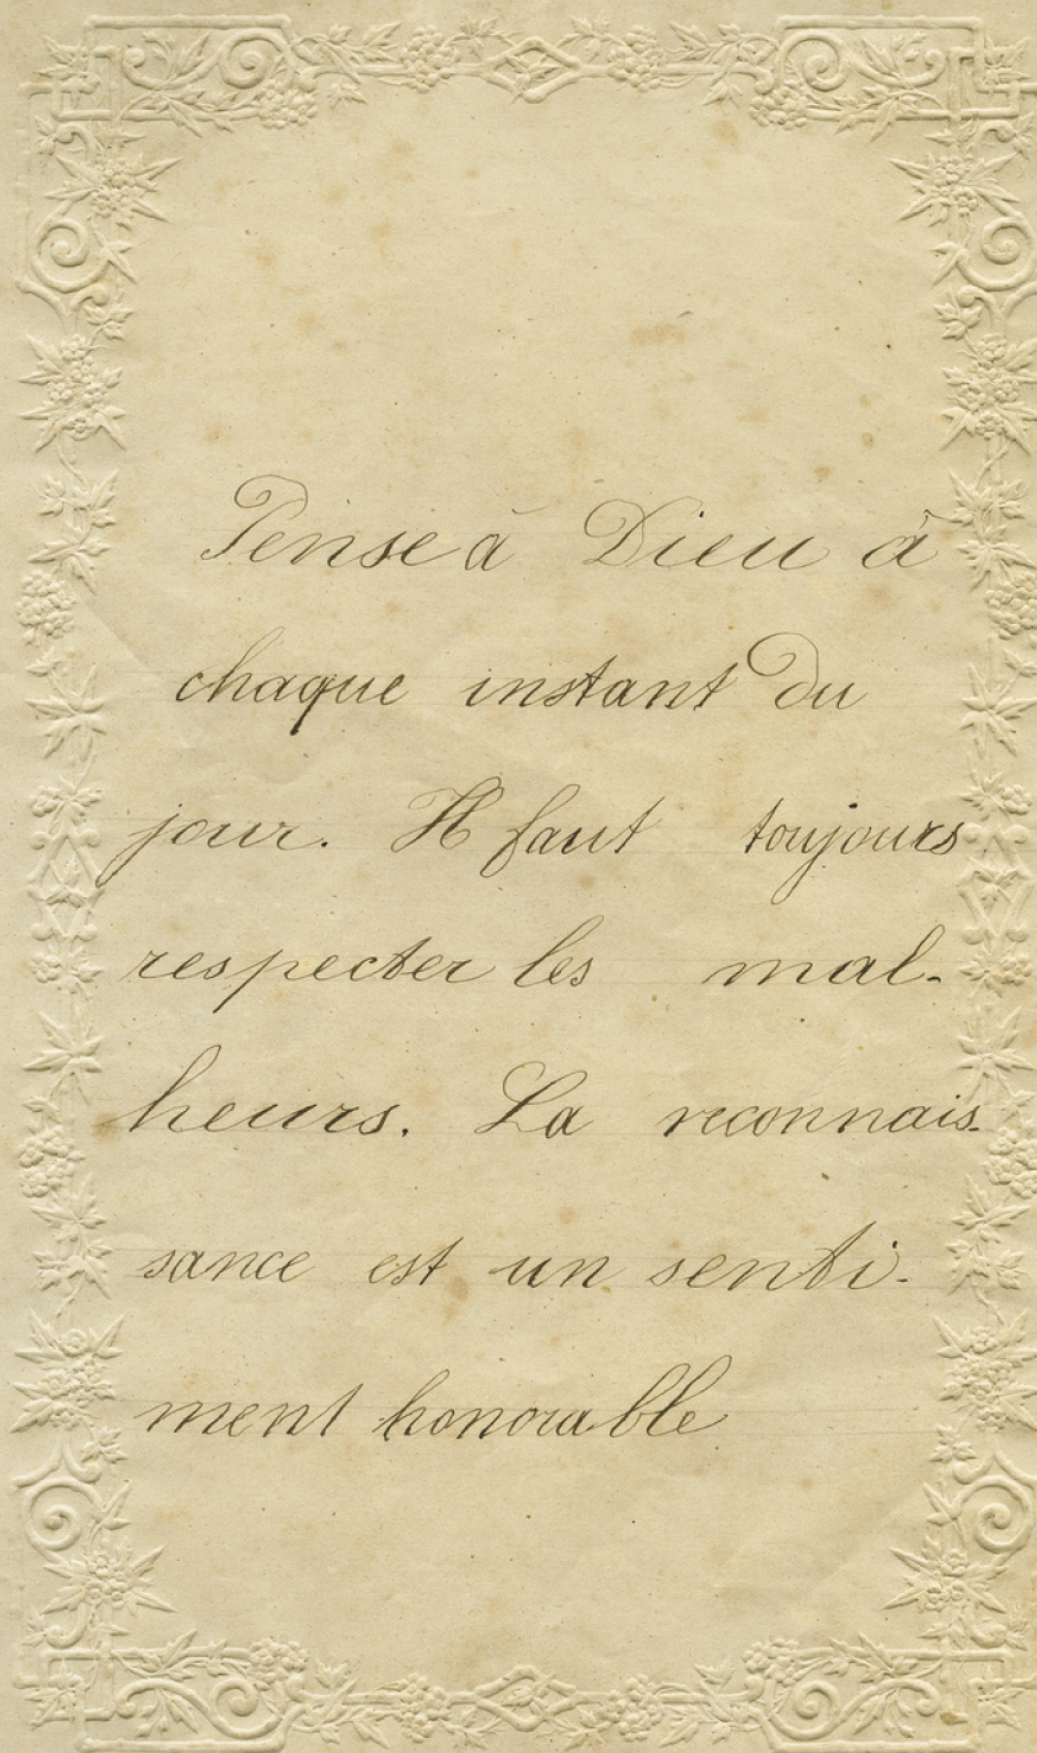 Pense à Dieu à
chaque instant du
jour. Il faut toujours
respecter les mal-
heurs. La reconnais-
sance est un senti-
ment honorable